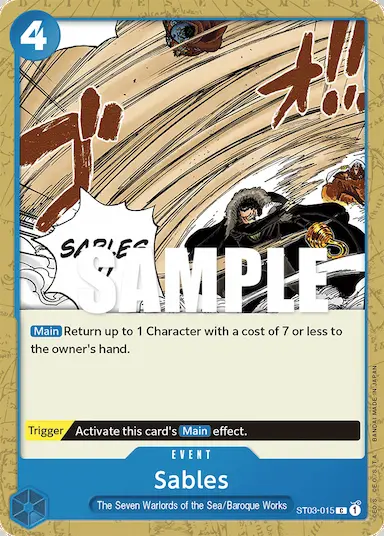 4
ブオ!!!
SABLES
!!
SAMPLE
Main Return up to 1 Character with a cost of 7 or less to
the owner's hand.
Trigger Activate this card's Main effect.
EVENT
Sables
The Seven Warlords of the Sea/Baroque Works
ST03-015 C 1